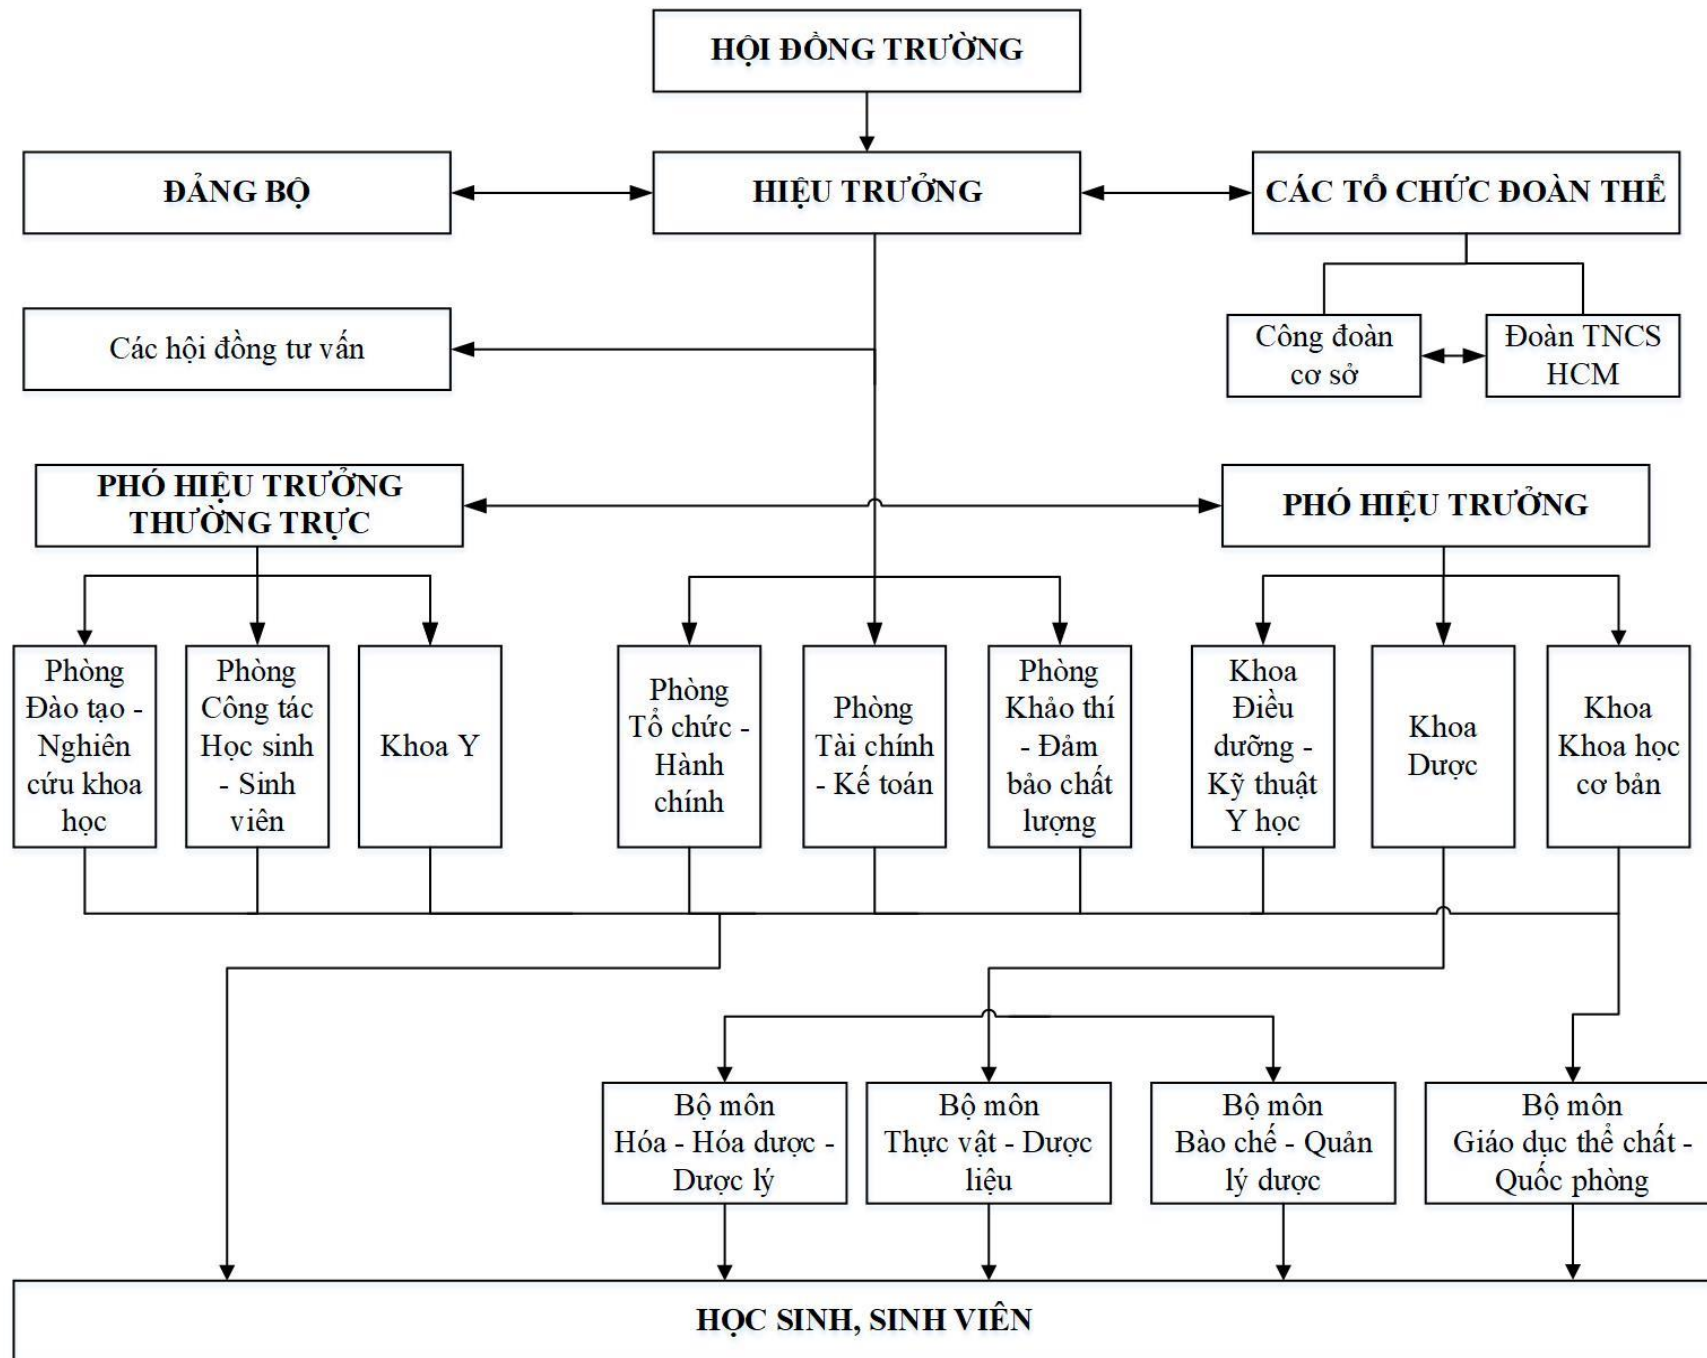 HỘI ĐỒNG TRƯỜNG
ĐẢNG BỘ
HIỆU TRƯỞNG
CÁC TỔ CHỨC ĐOÀN THỂ
Các hội đồng tư vấn
Công đoàn
cơ sở
Đoàn TNCS
HCM
PHÓ HIỆU TRƯỞNG
THƯỜNG TRỰC
PHÓ HIỆU TRƯỞNG
Phòng
Đào tạo -
Nghiên
cứu khoa
học
Phòng
Công tác
Học sinh
- Sinh
viên
Khoa Y
Phòng
Tổ chức -
Hành
chính
Phòng
Tài chính
- Kế toán
Phòng
Khảo thí
- Đảm
bảo chất
lượng
Khoa
Điều
dưỡng -
Kỹ thuật
Y học
Khoa
Dược
Khoa
Khoa học
cơ bản
Bộ môn
Hóa - Hóa dược -
Dược lý
Bộ môn
Thực vật - Dược
liệu
Bộ môn
Bào chế - Quản
lý dược
Bộ môn
Giáo dục thể chất -
Quốc phòng
HỌC SINH, SINH VIÊN